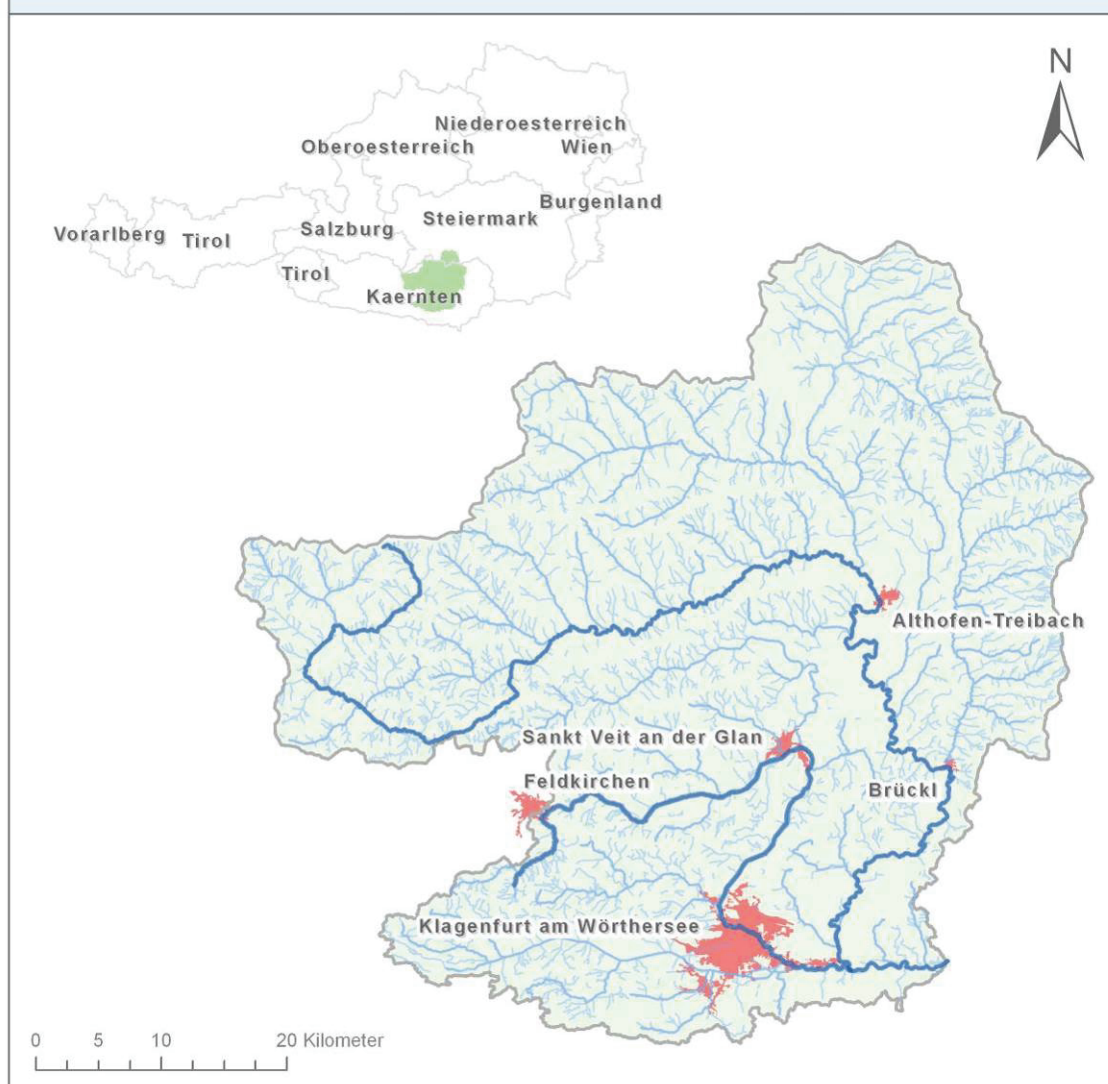 N
Niederoesterreich
Oberoesterreich
Wien
Burgenland
Steiermark
Salzburg
Vorarlberg
Tirol
Tirol
Kaernten
Althofen-Treibach
Sankt Veit an der Glan
Feldkirchen
Brückl
Klagenfurt am Wörthersee
0 5 10 20 Kilometer